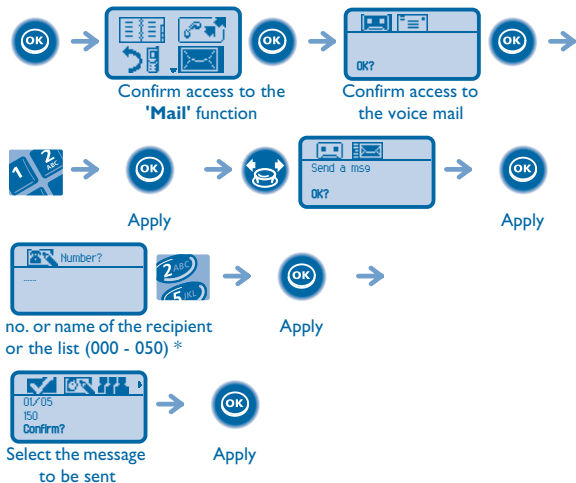 OK
OK
OK?
OK
Confirm access to the
'Mail' function
Confirm access to
the voice mail
1
2 ABC
OK
Send a msg
OK?
OK
Apply
Apply
Number?
......
2 ABC
5 JKL
OK
no. or name of the recipient
or the list (000 - 050) *
Apply
01/05
150
Confirm?
OK
Select the message
to be sent
Apply